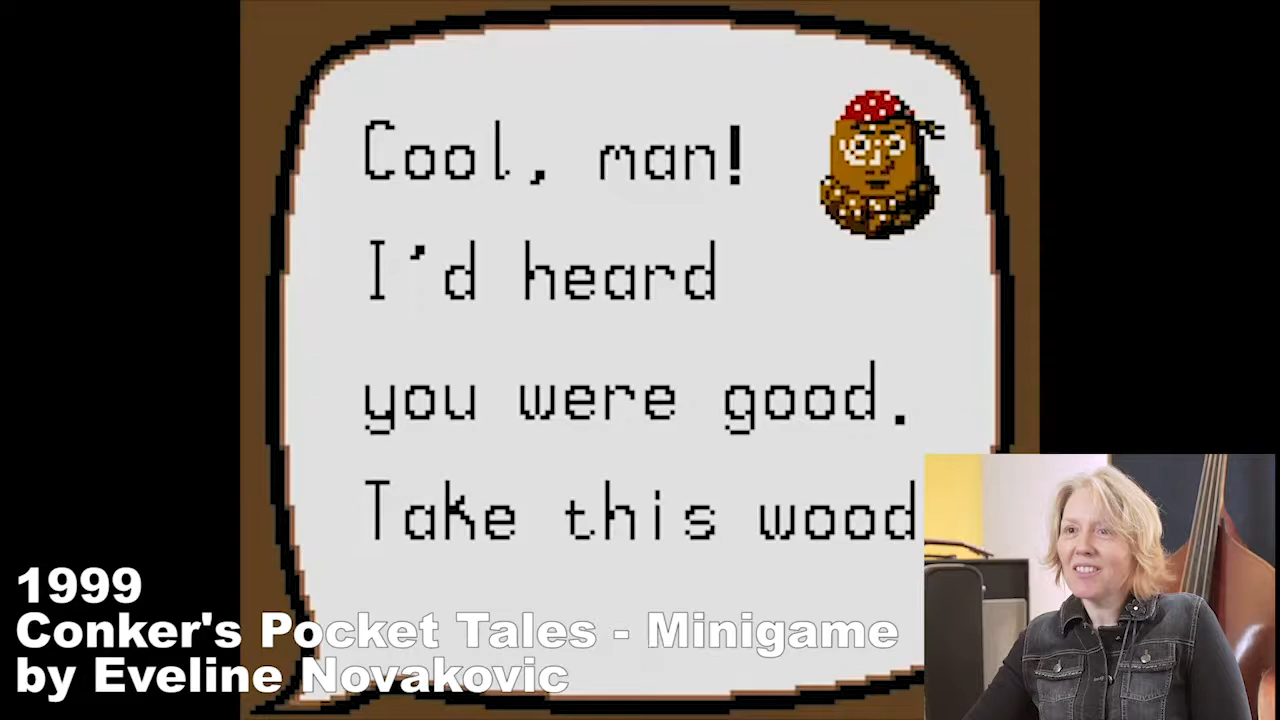 Cool, man!
I'd heard
you were good.
Take this wood
1999
Conker's Pocket Tales - Minigame
by Eveline Novakovic